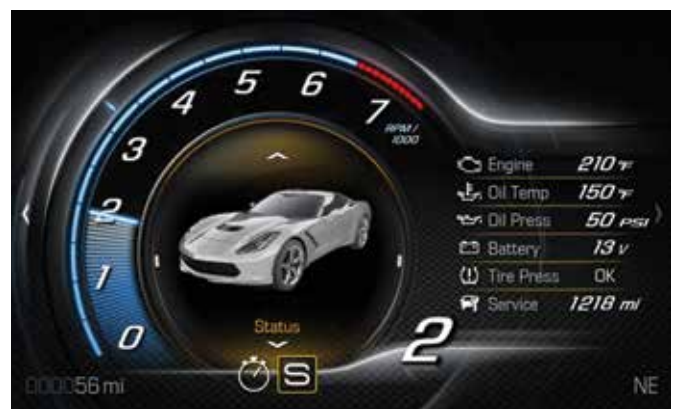 7
6
5
4
3
2
1
0
RPM/
1000
Engine 210 °F
Oil Temp 150 °F
Oil Press 50 PSI
Battery 13 V
Tire Press OK
Service 1218 mi
Status
2
S
000056 mi
NE